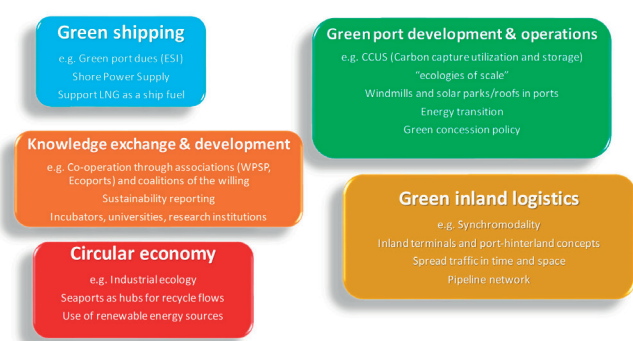 Green shipping
e.g. Green port dues (ESI)
Shore Power Supply
Support LNG as a ship fuel
Green port development & operations
e.g. CCUS (Carbon capture utilization and storage)
“ecologies of scale”
Windmills and solar parks/roofs in ports
Energy transition
Green concession policy
Knowledge exchange & development
e.g. Co-operation through associations (WPSP,
Ecoports) and coalitions of the willing
Sustainability reporting
Incubators, universities, research institutions
Green inland logistics
e.g. Synchromodality
Inland terminals and port-hinterland concepts
Spread traffic in time and space
Pipeline network
Circular economy
e.g. Industrial ecology
Seaports as hubs for recycle flows
Use of renewable energy sources